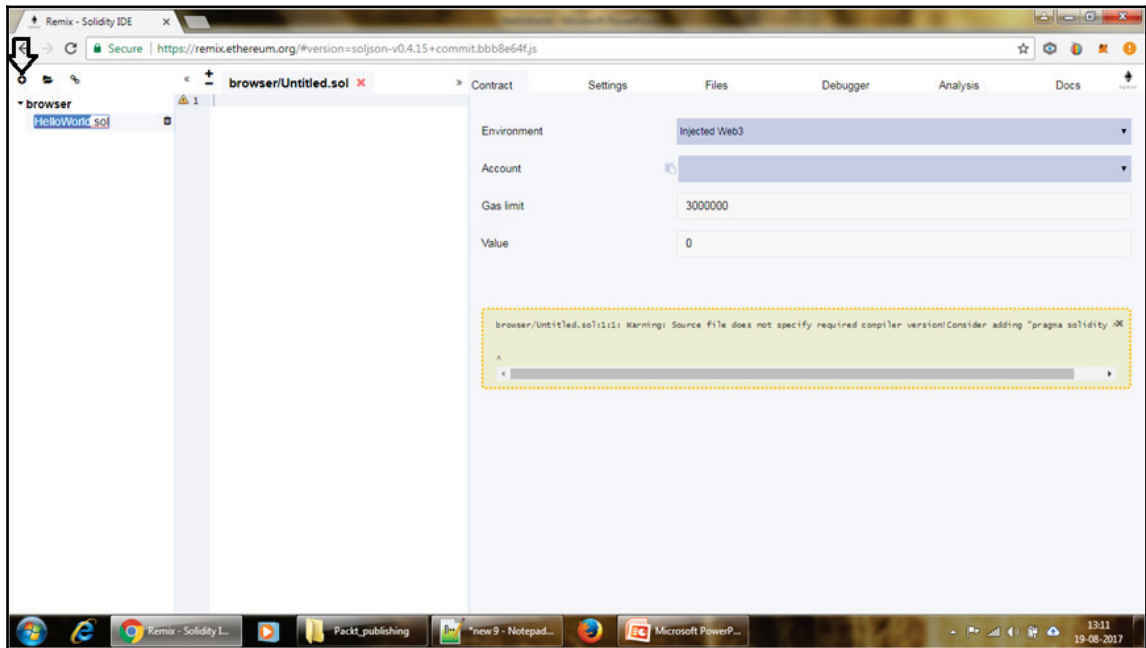 Remix - Solidity IDE
Secure | https://remix.ethereum.org/#version=soljson-v0.4.15+commit.bbb8e64f.js
browser/Untitled.sol
» Contract Settings Files Debugger Analysis Docs
browser
1
HelloWorld.sol
Environment Injected Web3
Account
Gas limit 3000000
Value 0
browser/Untitled.sol:1:1: Warning: Source file does not specify required compiler version!Consider adding "pragma solidity
^
Remix - Solidity I...
Packt_publishing
*new 9 - Notepad...
Microsoft PowerP...
13:11
19-08-2017